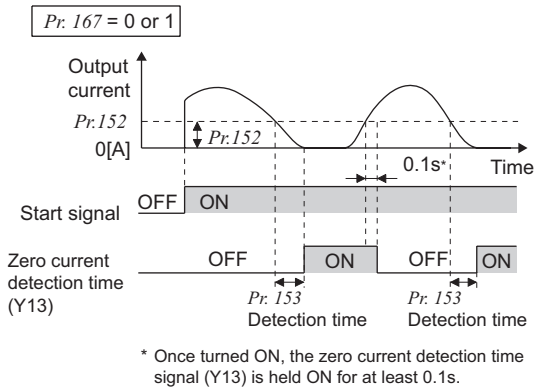 Pr. 167 = 0 or 1
Output
current
Pr.152
Pr.152
0[A]
0.1s*
Time
OFF ON
Start signal
Zero current
detection time
(Y13)
OFF ON OFF ON
Pr. 153
Detection time
Pr. 153
Detection time
* Once turned ON, the zero current detection time
signal (Y13) is held ON for at least 0.1s.